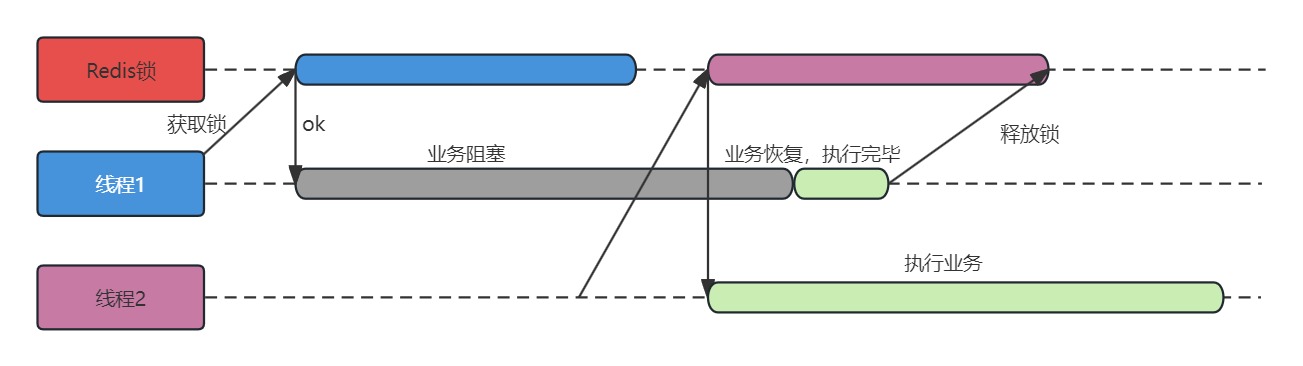 Redis锁
获取锁
ok
释放锁
业务阻塞
业务恢复，执行完毕
线程1
执行业务
线程2